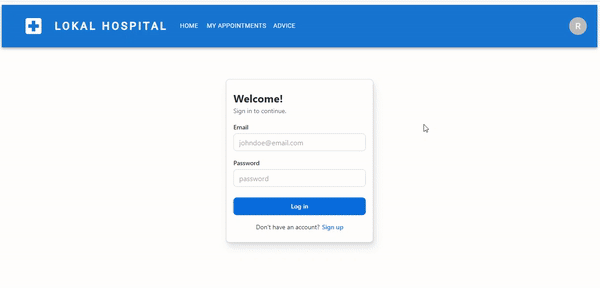 LOKAL HOSPITAL HOME MY APPOINTMENTS ADVICE R
Welcome!
Sign in to continue.
Email
johndoe@email.com
Password
password
Log in
Don't have an account? Sign up